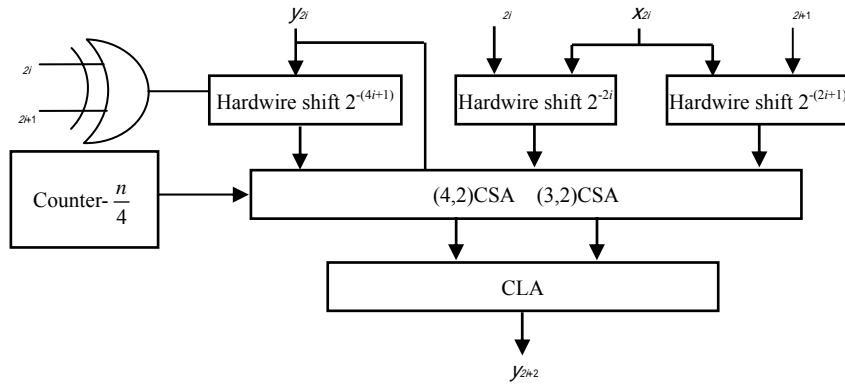 y2i
2i
x2i
2i+1
2i
2i+1
Hardwire shift 2-(4i+1)
Hardwire shift 2-2i
Hardwire shift 2-(2i+1)
Counter- n/4
(4,2)CSA (3,2)CSA
CLA
y2i+2